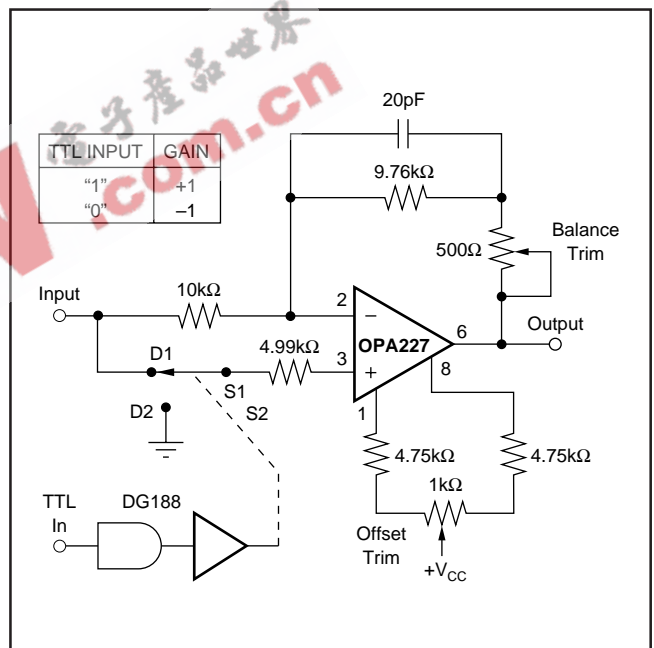 電子產品世界
.com.cn
20pF
TTL INPUT GAIN
"1" +1
"0" –1
9.76kΩ
500Ω
Balance
Trim
Input
10kΩ
2
6
Output
OPA227
D1
4.99kΩ
3
8
S1
S2
D2
1
4.75kΩ
4.75kΩ
1kΩ
TTL
In
DG188
Offset
Trim
+VCC